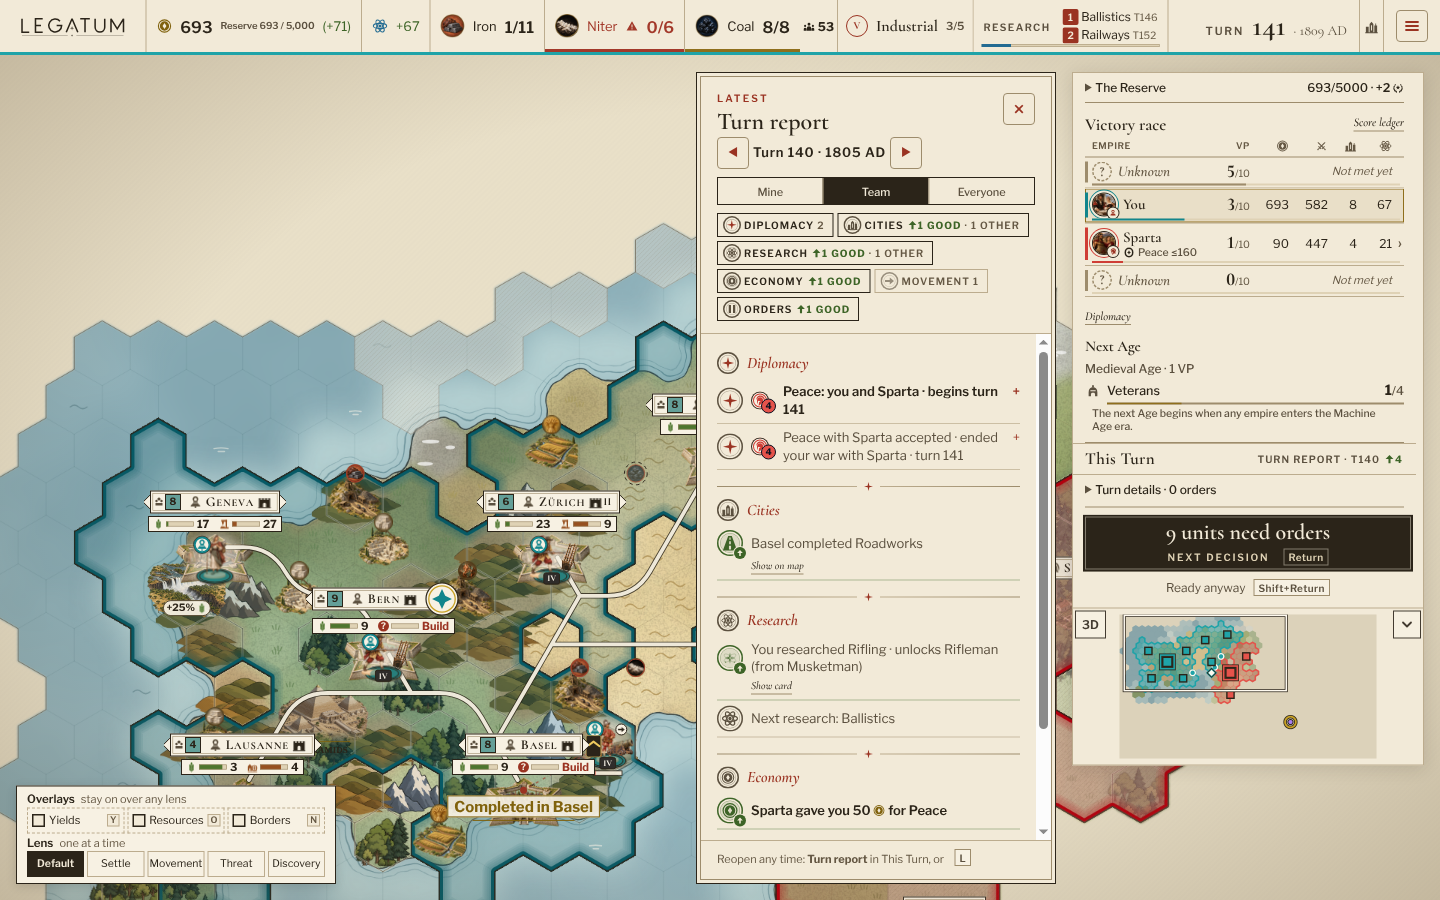 LEGATUM
693 Reserve 693 / 5,000 (+71)
+67
Iron 1/11
Niter 0/6
Coal 8/8
53
V Industrial 3/5
RESEARCH
1 Ballistics T146
2 Railways T152
TURN 141 · 1809 AD
LATEST
Turn report
Turn 140 · 1805 AD
Mine Team Everyone
DIPLOMACY 2
CITIES 1 GOOD · 1 OTHER
RESEARCH 1 GOOD · 1 OTHER
ECONOMY 1 GOOD
MOVEMENT 1
ORDERS 1 GOOD
Diplomacy
4 Peace: you and Sparta · begins turn +
141
4 Peace with Sparta accepted · ended +
your war with Sparta · turn 141
Cities
Basel completed Roadworks
Show on map
Research
You researched Rifling · unlocks Rifleman
(from Musketman)
Show card
Next research: Ballistics
Economy
Sparta gave you 50 for Peace
Reopen any time: Turn report in This Turn, or L
The Reserve 693/5000 · +2
Victory race Score ledger
EMPIRE VP
? Unknown 5/10 Not met yet
You 3/10 693 582 8 67
Sparta 1/10 90 447 4 21 ›
Peace ≤160
? Unknown 0/10 Not met yet
Diplomacy
Next Age
Medieval Age · 1 VP
Veterans 1/4
The next Age begins when any empire enters the Machine
Age era.
This Turn TURN REPORT · T140 4
Turn details · 0 orders
9 units need orders
NEXT DECISION Return
Ready anyway Shift+Return
3D
8
8 GENEVA
17 27
6 ZÜRICH II
23 9
IV
+25%
9 BERN
9 ? Build
IV
4 LAUSANNE
3 4
8 BASEL
9 ? Build
IV
S
Completed in Basel
Overlays stay on over any lens
Yields Y Resources O Borders N
Lens one at a time
Default Settle Movement Threat Discovery